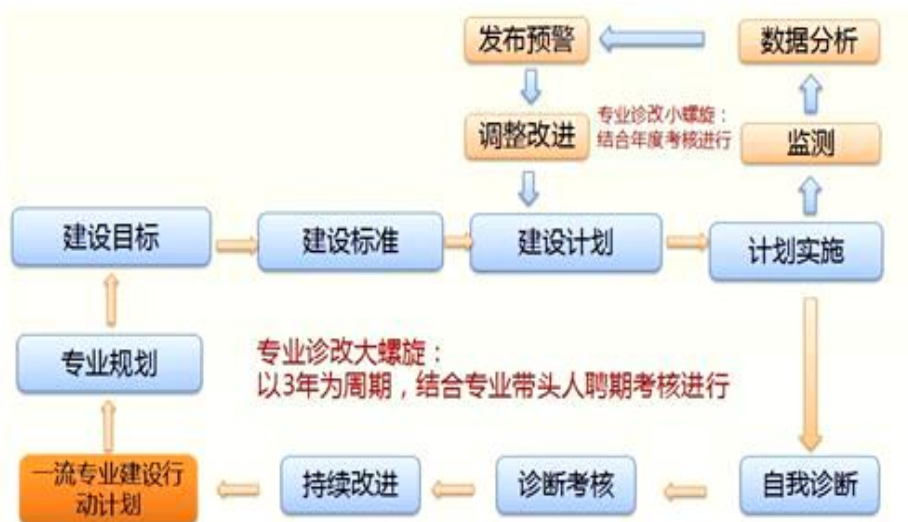 发布预警
数据分析
调整改进
专业诊改小螺旋：
结合年度考核进行
监测
建设目标
建设标准
建设计划
计划实施
专业规划
专业诊改大螺旋：
以3年为周期，结合专业带头人聘期考核进行
一流专业建设行
动计划
持续改进
诊断考核
自我诊断